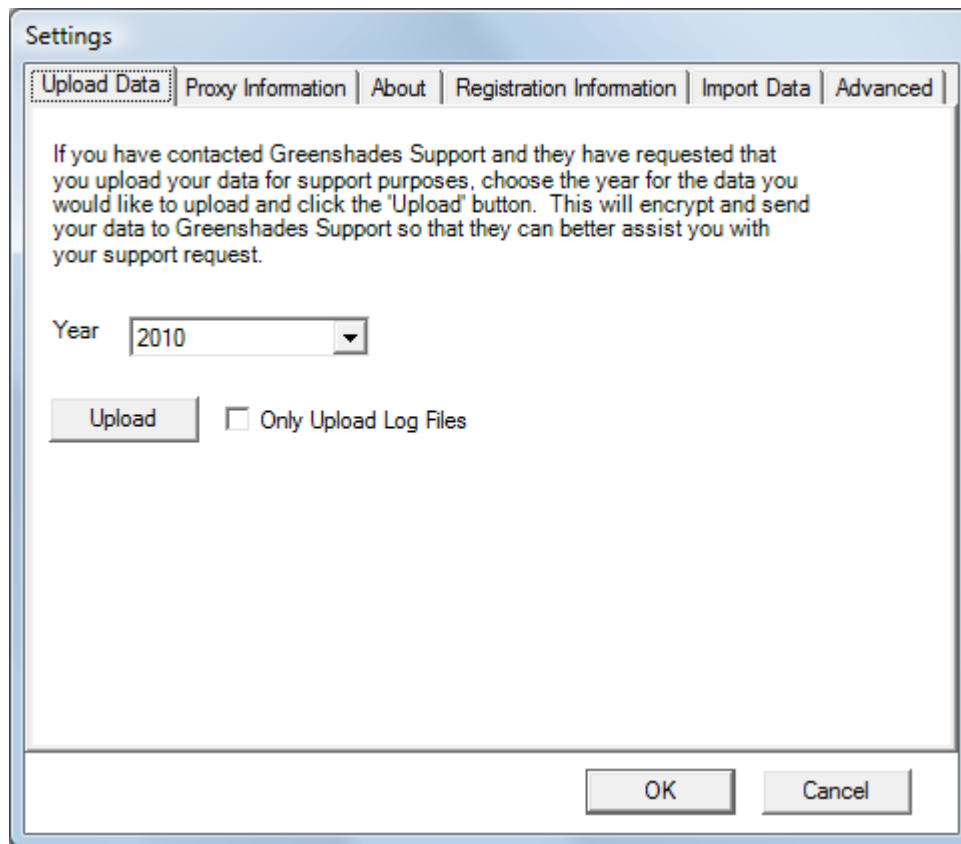 Settings
Upload Data Proxy Information About Registration Information Import Data Advanced
If you have contacted Greenshades Support and they have requested that
you upload your data for support purposes, choose the year for the data you
would like to upload and click the 'Upload' button.  This will encrypt and send
your data to Greenshades Support so that they can better assist you with
your support request.
Year 2010
Upload Only Upload Log Files
OK Cancel